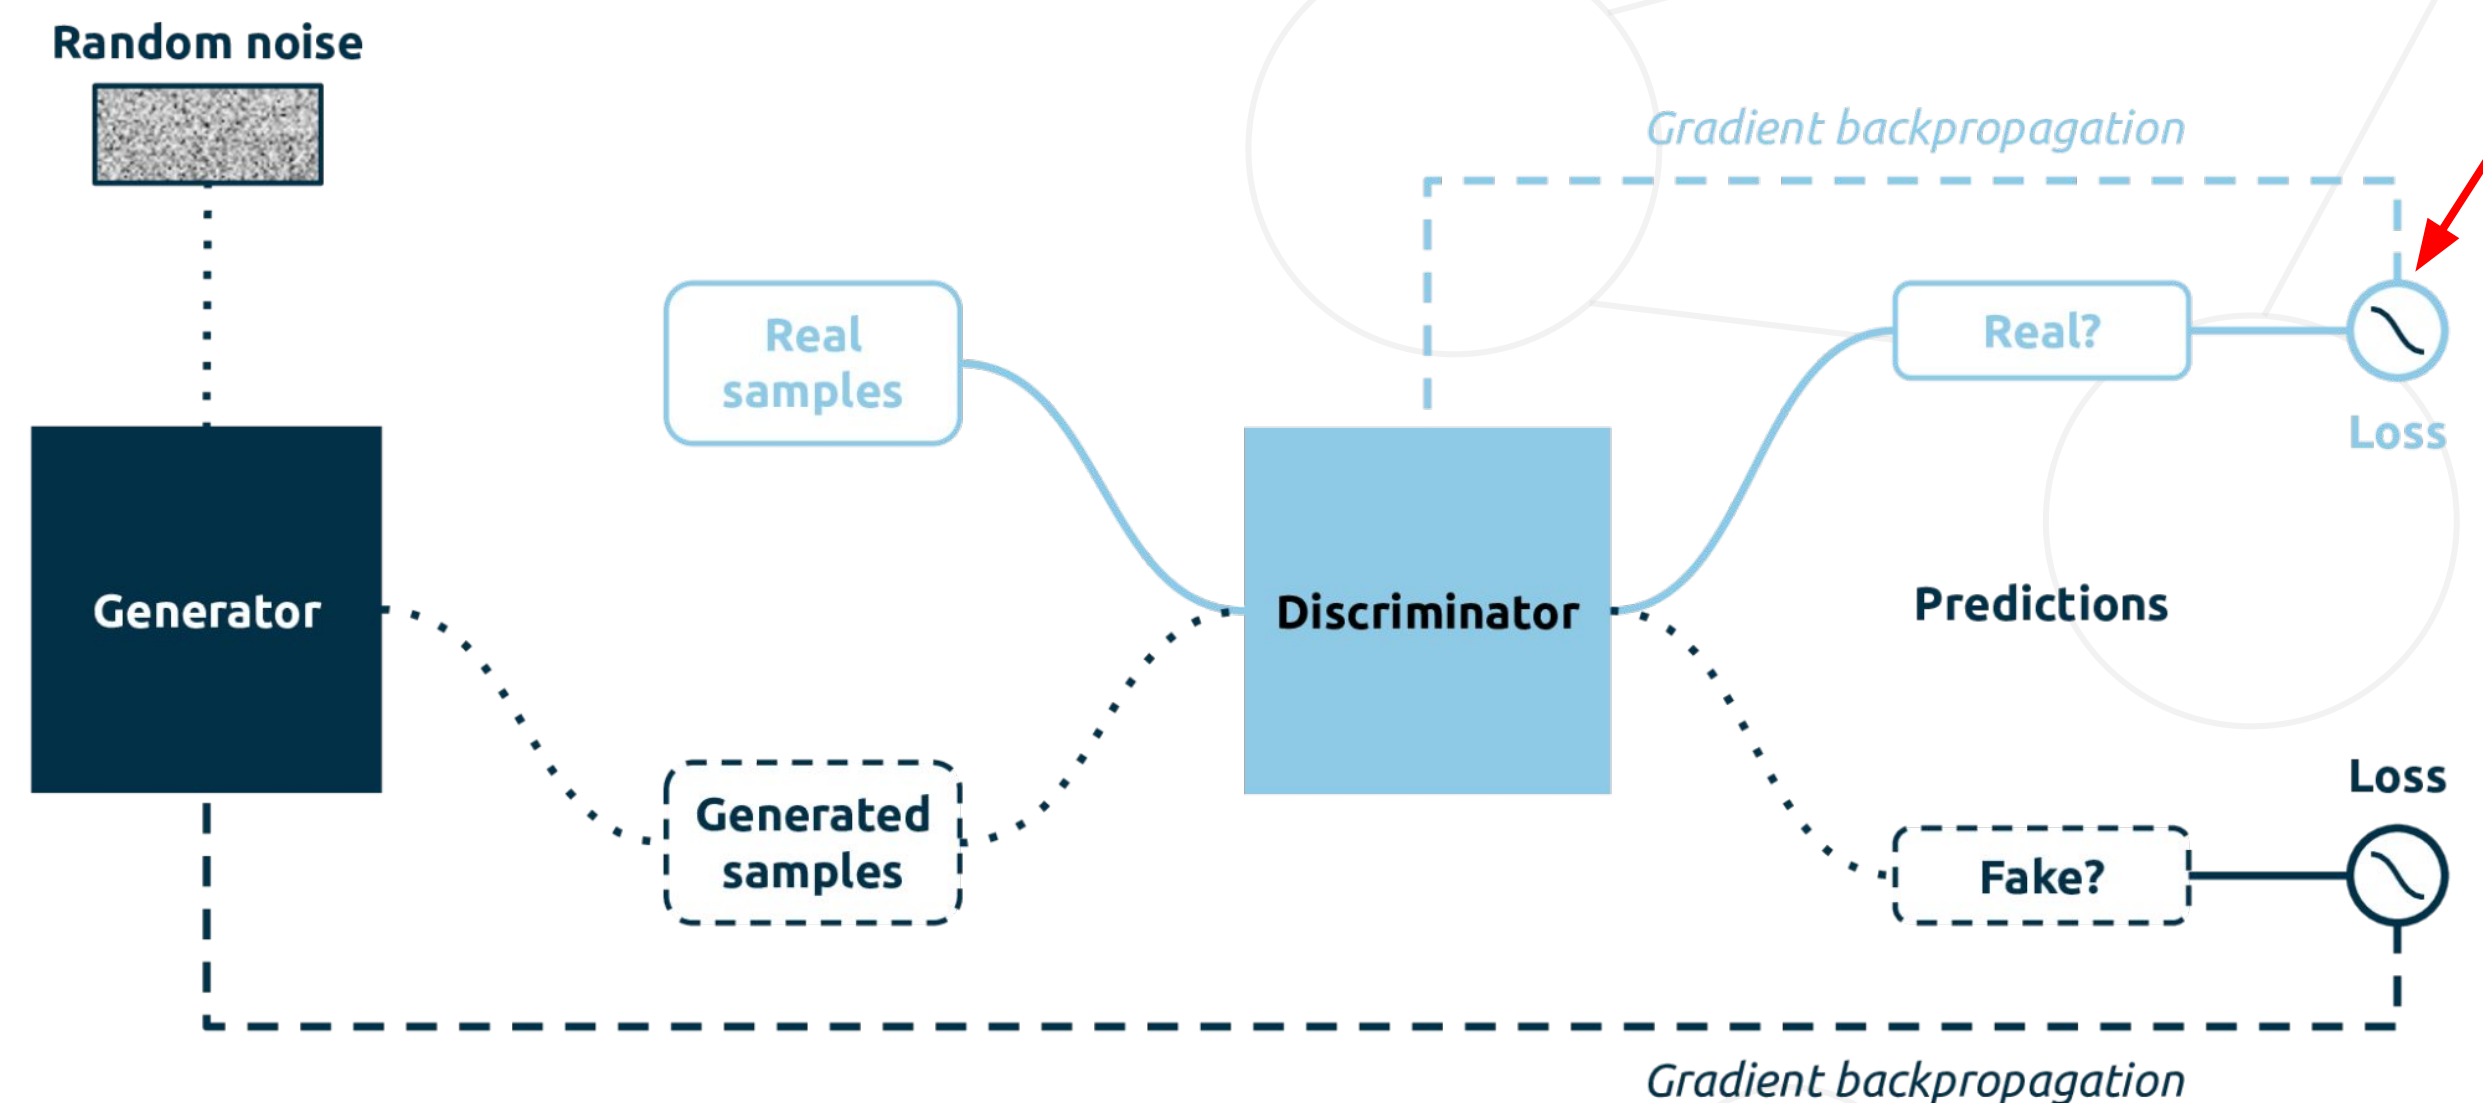 Random noise
Gradient backpropagation
Real
samples
Real?
Loss
Generator
Discriminator
Predictions
Generated
samples
Loss
Fake?
Gradient backpropagation